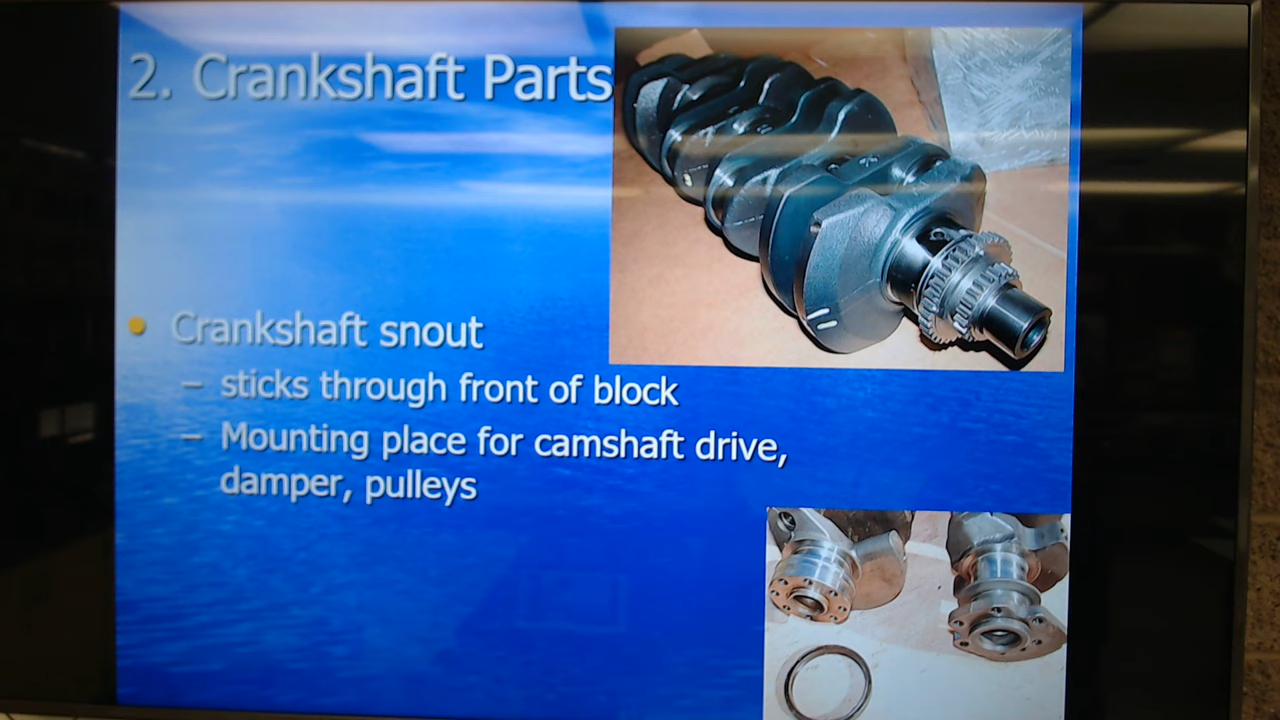 2. Crankshaft Parts
• Crankshaft snout
– sticks through front of block
– Mounting place for camshaft drive,
damper, pulleys